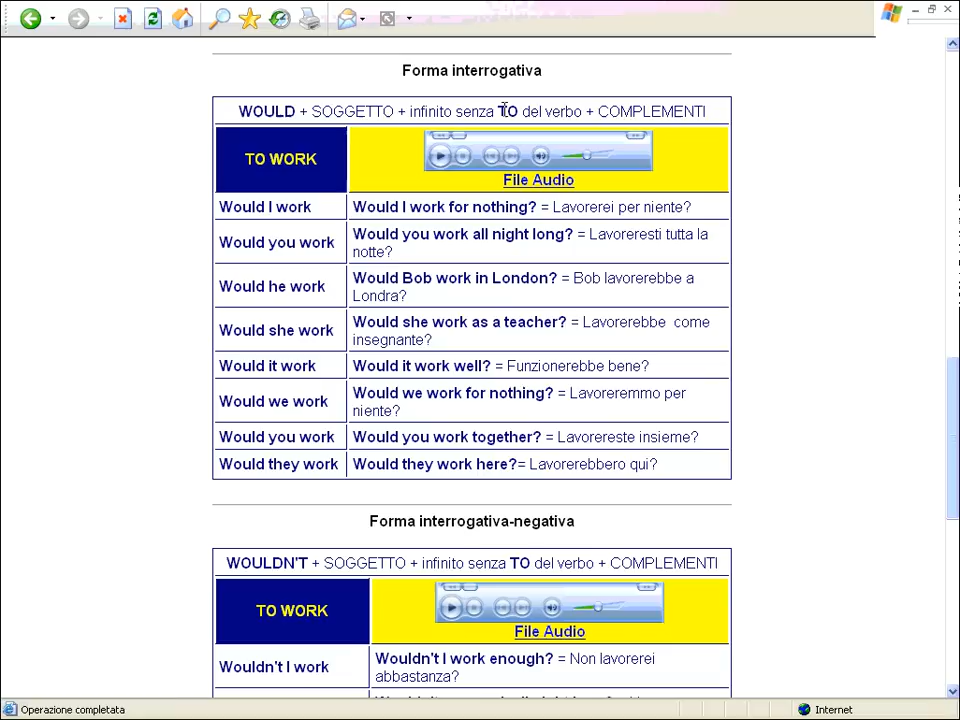 Forma interrogativa
WOULD + SOGGETTO + infinito senza TO del verbo + COMPLEMENTI
TO WORK
File Audio
Would I work
Would I work for nothing? = Lavorerei per niente?
Would you work
Would you work all night long? = Lavoreresti tutta la
notte?
Would he work
Would Bob work in London? = Bob lavorerebbe a
Londra?
Would she work
Would she work as a teacher? = Lavorerebbe come
insegnante?
Would it work
Would it work well? = Funzionerebbe bene?
Would we work
Would we work for nothing? = Lavoreremmo per
niente?
Would you work
Would you work together? = Lavorereste insieme?
Would they work
Would they work here?= Lavorerebbero qui?
Forma interrogativa-negativa
WOULDN'T + SOGGETTO + infinito senza TO del verbo + COMPLEMENTI
TO WORK
File Audio
Wouldn't I work
Wouldn't I work enough? = Non lavorerei
abbastanza?
Operazione completata
Internet